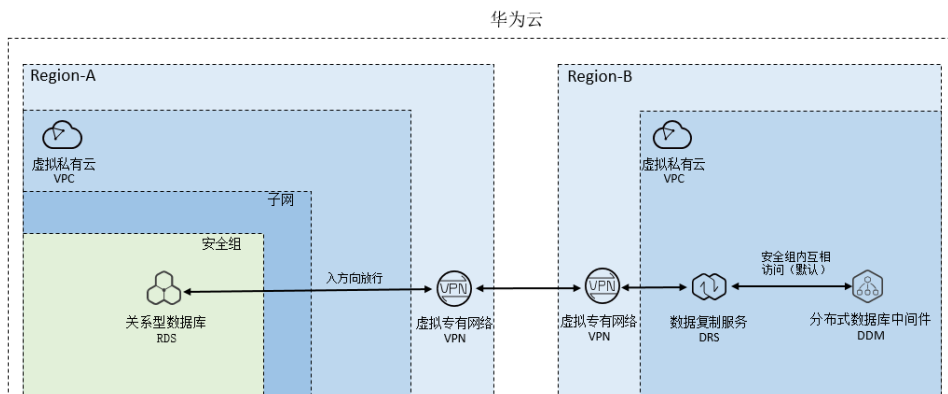 华为云
Region-A
Region-B
虚拟私有云
VPC
虚拟私有云
VPC
子网
安全组
安全组内互相
访问（默认）
入方向放行
VPN
VPN
关系型数据库
RDS
虚拟专有网络
VPN
虚拟专有网络
VPN
数据复制服务
DRS
分布式数据库中间件
DDM